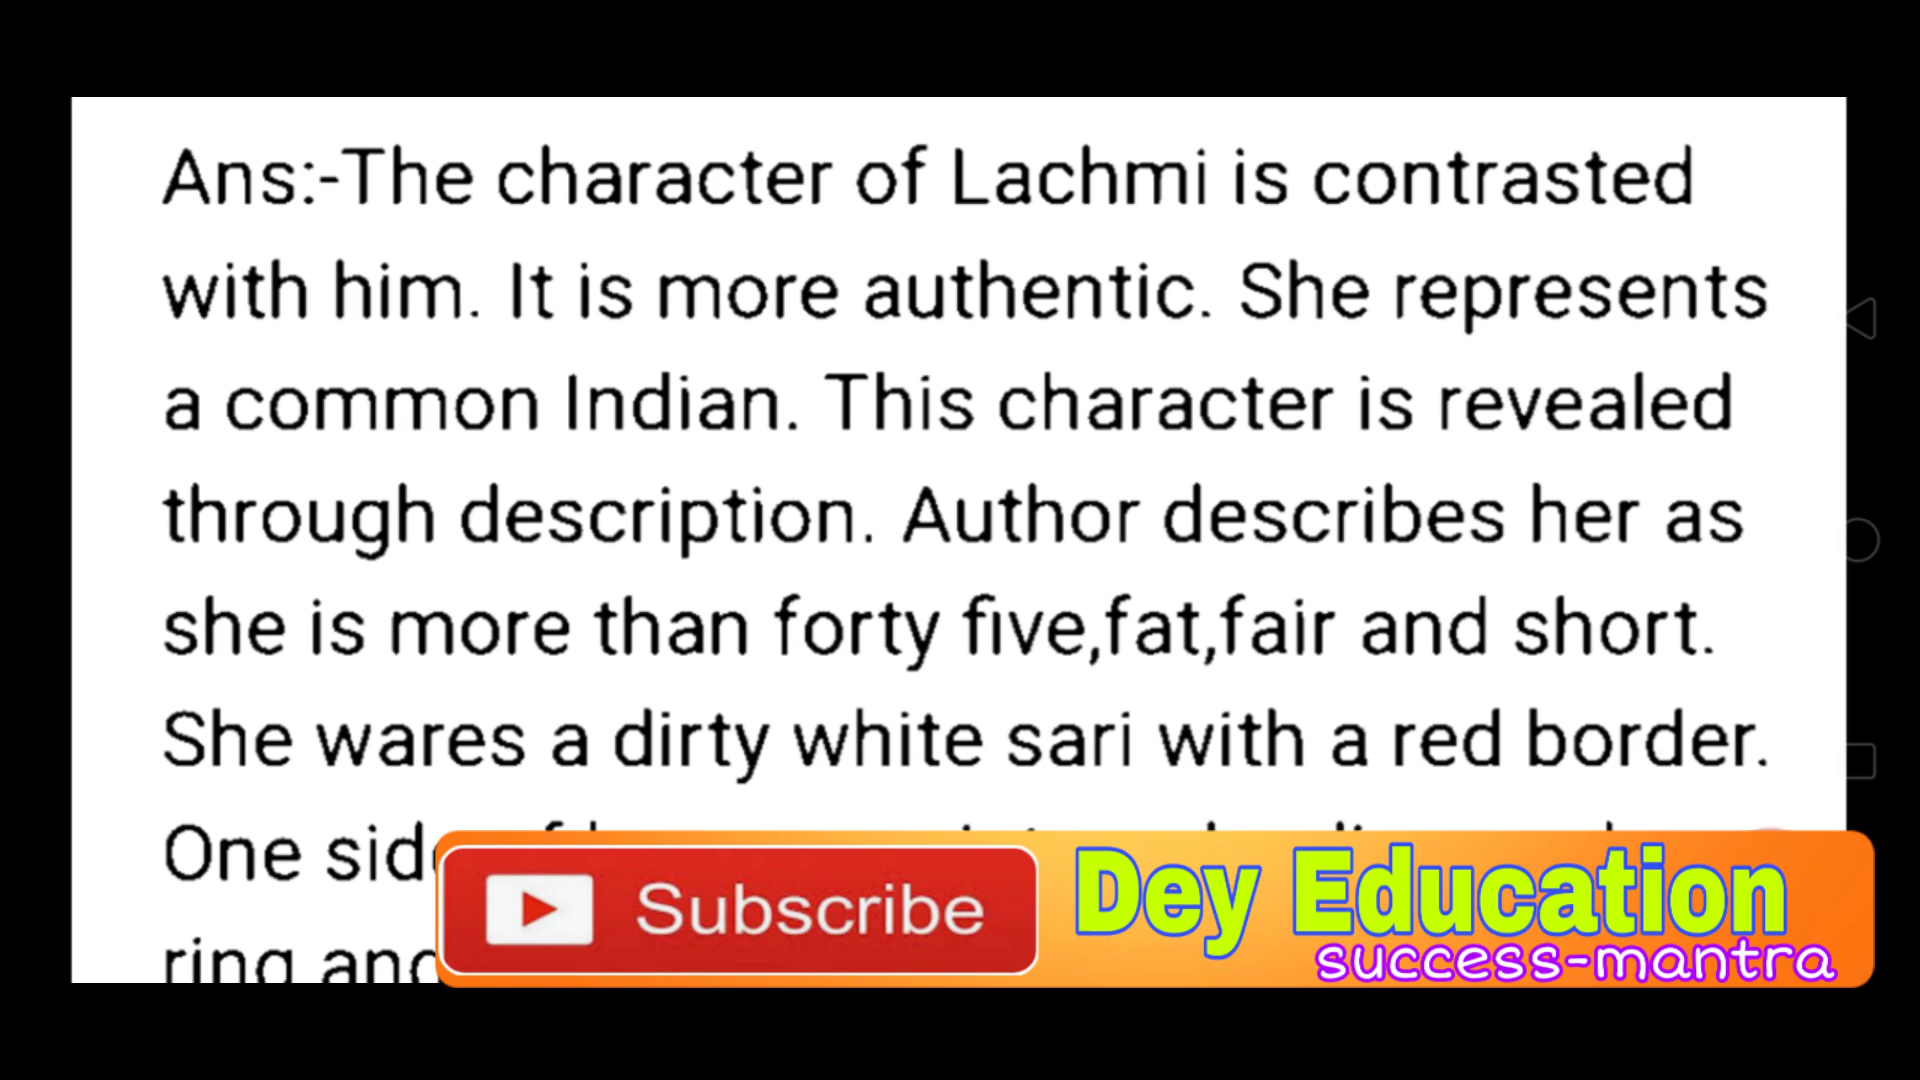 Ans:-The character of Lachmi is contrasted
with him. It is more authentic. She represents
a common Indian. This character is revealed
through description. Author describes her as
she is more than forty five,fat,fair and short.
She wares a dirty white sari with a red border.
One
ring
Subscribe
Dey Education
success-mantra